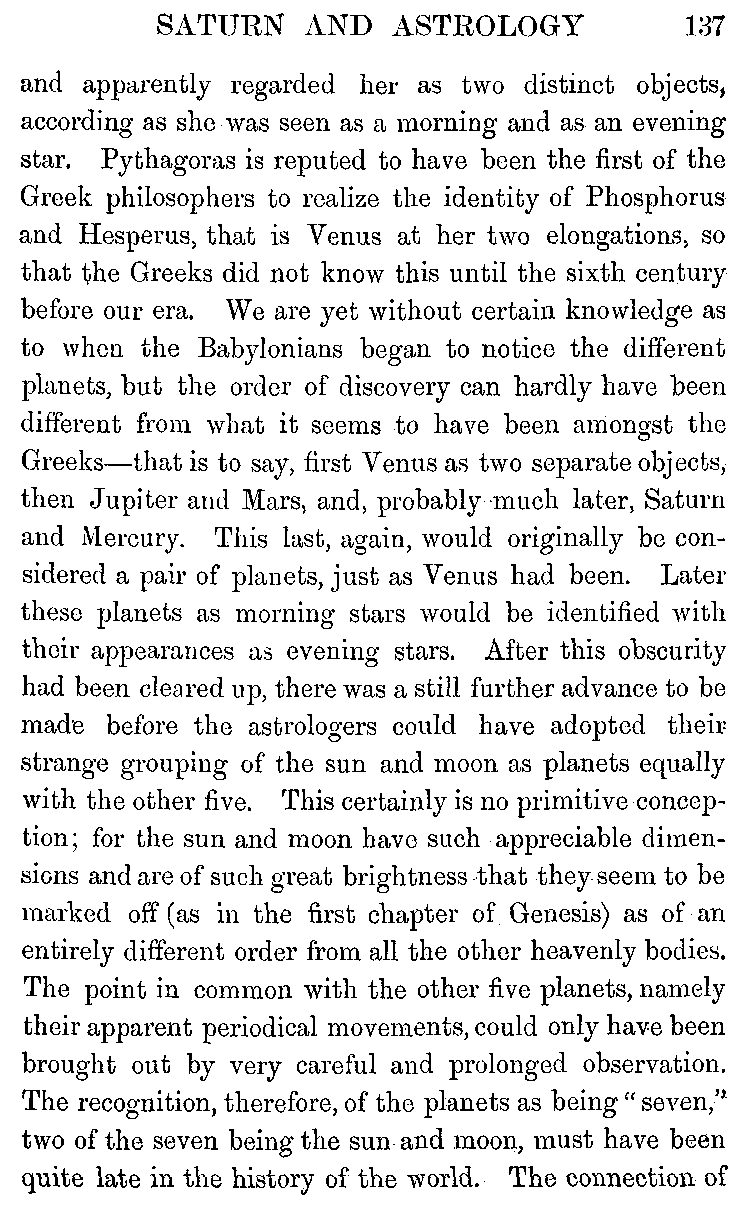 SATURN AND ASTROLOGY 137
and apparently regarded her as two distinct objects,
according as she was seen as a morning and as an evening
star. Pythagoras is reputed to have been the first of the
Greek philosophers to realize the identity of Phosphorus
and Hesperus, that is Venus at her two elongations, so
that the Greeks did not know this until the sixth century
before our era. We are yet without certain knowledge as
to when the Babylonians began to notice the different
planets, but the order of discovery can hardly have been
different from what it seems to have been amongst the
Greeks—that is to say, first Venus as two separate objects,
then Jupiter and Mars, and, probably much later, Saturn
and Mercury. This last, again, would originally be con-
sidered a pair of planets, just as Venus had been. Later
these planets as morning stars would be identified with
their appearances as evening stars. After this obscurity
had been cleared up, there was a still further advance to be
made before the astrologers could have adopted their
strange grouping of the sun and moon as planets equally
with the other five. This certainly is no primitive concep-
tion; for the sun and moon have such appreciable dimen-
sions and are of such great brightness that they seem to be
marked off (as in the first chapter of Genesis) as of an
entirely different order from all the other heavenly bodies.
The point in common with the other five planets, namely
their apparent periodical movements, could only have been
brought out by very careful and prolonged observation.
The recognition, therefore, of the planets as being "seven,"
two of the seven being the sun and moon, must have been
quite late in the history of the world. The connection of